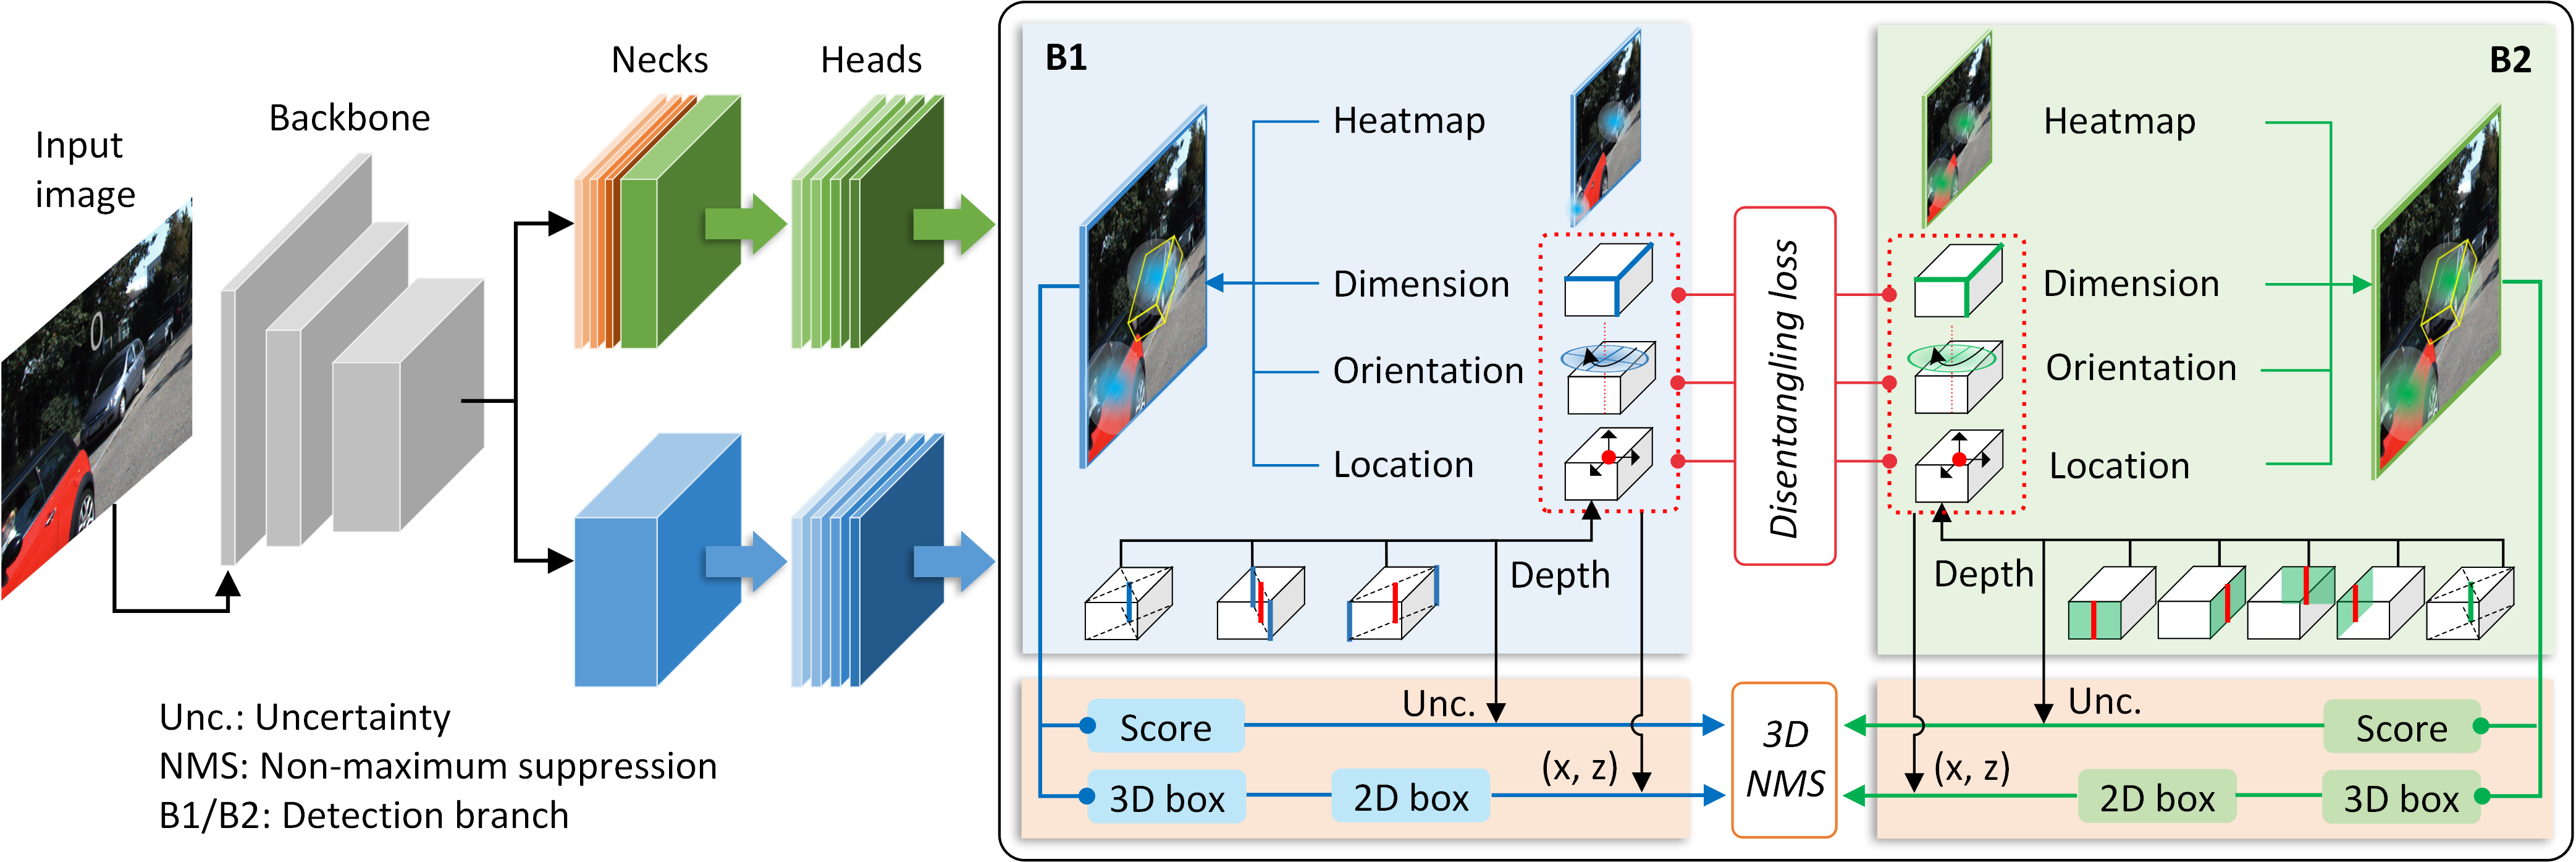 Input
image
Backbone
Necks
Heads
Unc.: Uncertainty
NMS: Non-maximum suppression
B1/B2: Detection branch
B1
Heatmap
Dimension
Orientation
Location
Depth
Unc.
Score
(x, z)
3D box
2D box
Disentangling loss
3D
NMS
B2
Heatmap
Dimension
Orientation
Location
Depth
Unc.
Score
(x, z)
2D box
3D box